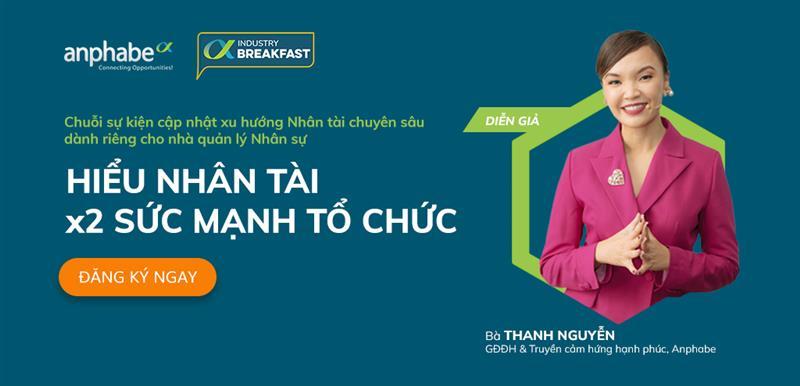 anphabe
Connecting Opportunities!
INDUSTRY
BREAKFAST
Chuỗi sự kiện cập nhật xu hướng Nhân tài chuyên sâu
dành riêng cho nhà quản lý Nhân sự
HIỂU NHÂN TÀI
x2 SỨC MẠNH TỔ CHỨC
ĐĂNG KÝ NGAY
DIỄN GIẢ
Bà THANH NGUYỄN
GĐĐH & Truyền cảm hứng hạnh phúc, Anphabe